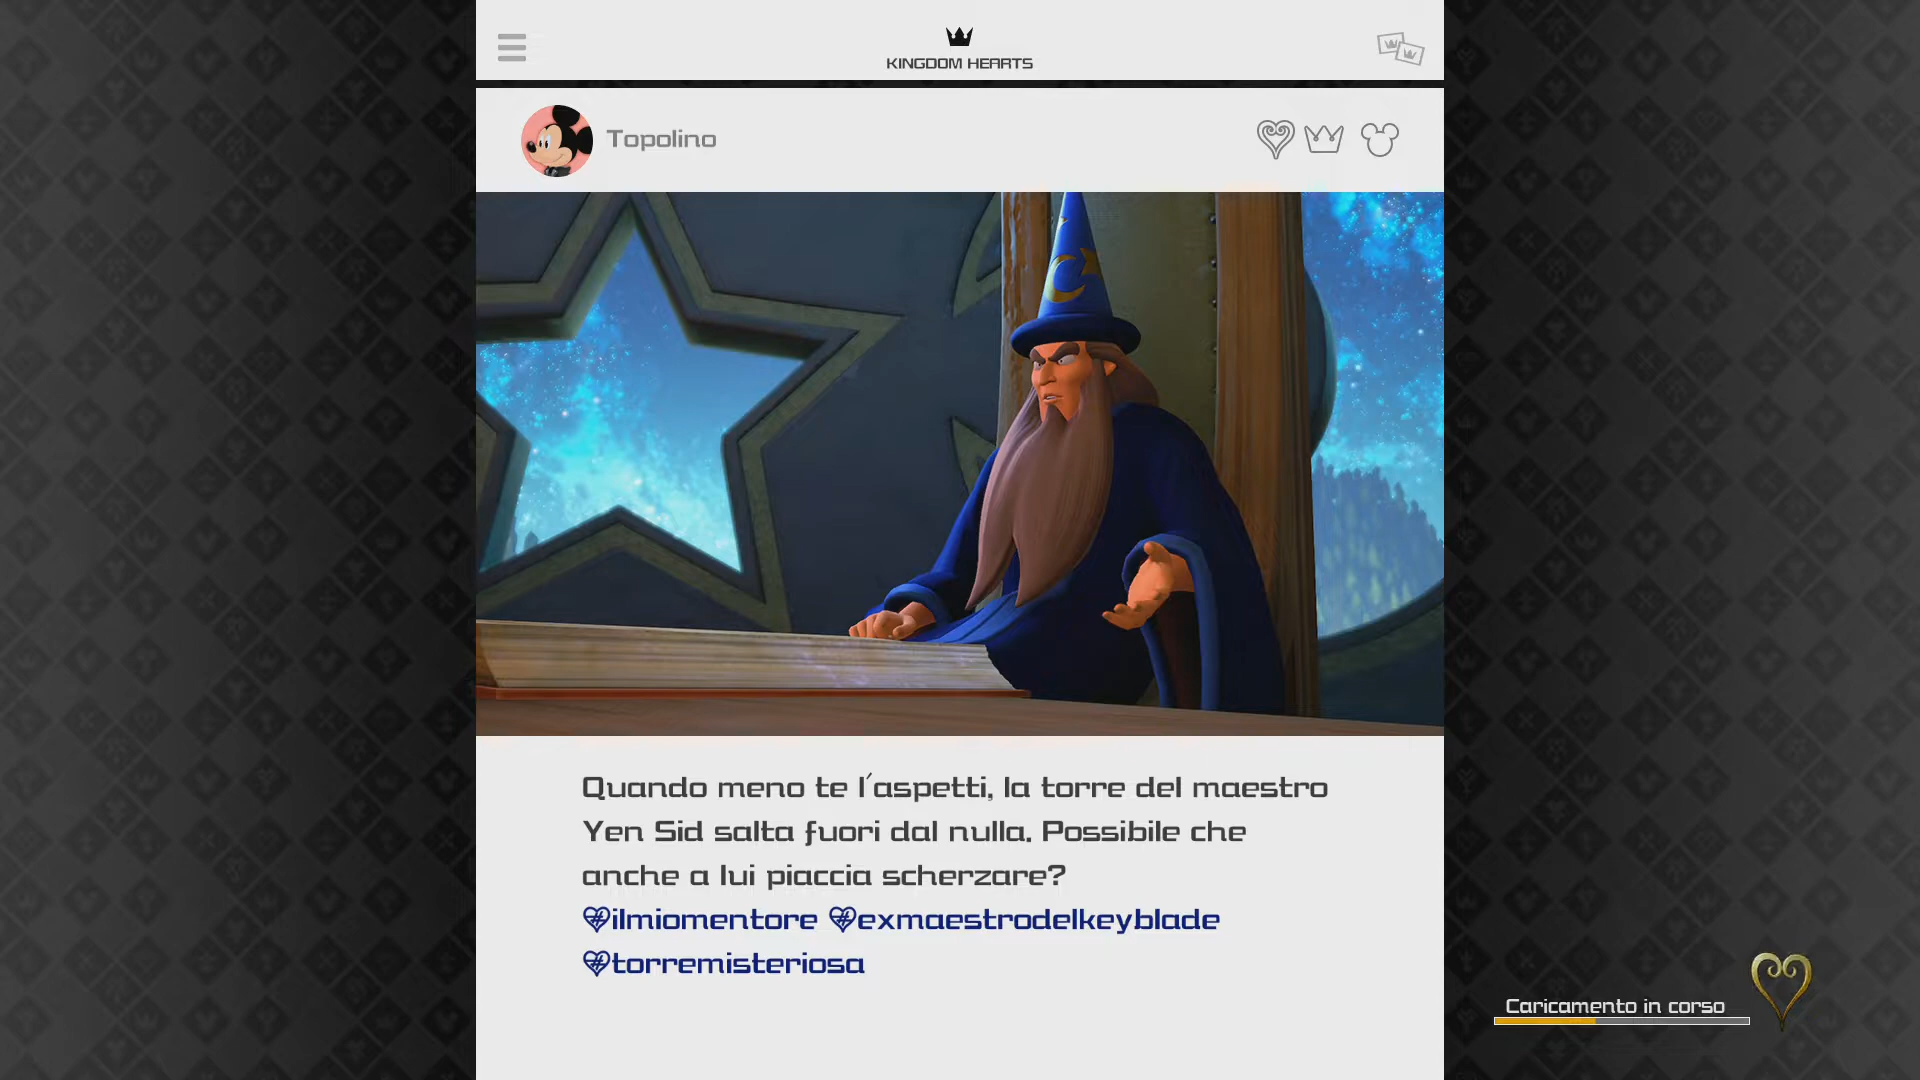 KINGDOM HEARTS
Topolino
Quando meno te l'aspetti, la torre del maestro
Yen Sid salta fuori dal nulla. Possibile che
anche a lui piaccia scherzare?
#ilmiomentore #exmaestrodelkeyblade
#torremisteriosa
Caricamento in corso